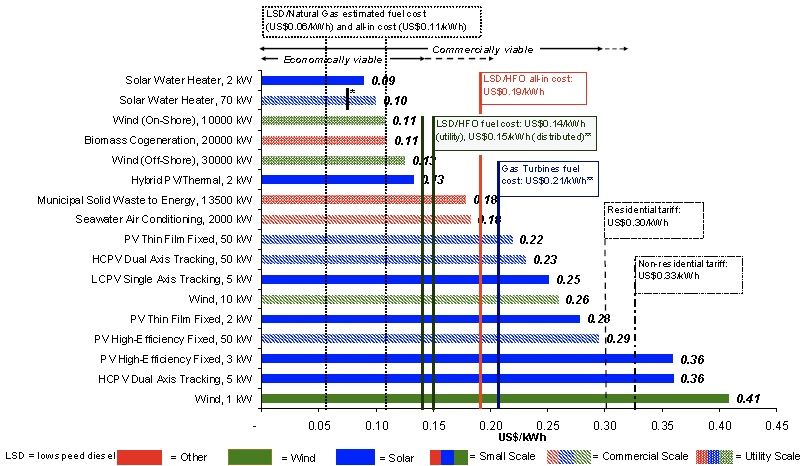 LSD/Natural Gas estimated fuel cost
(US$0.06/kWh) and all-in cost (US$0.11/kWh)
Commercially viable
Economically viable
Solar Water Heater, 2 kW 0.09
LSD/HFO all-in cost:
US$0.19/kWh
Solar Water Heater, 70 kW * 0.10
Wind (On-Shore), 10000 kW 0.11
LSD/HFO fuel cost: US$0.14/kWh
(utility), US$0.15/kWh (distributed)**
Biomass Cogeneration, 20000 kW 0.11
Wind (Off-Shore), 30000 kW 0.13
Gas Turbines fuel
cost: US$0.21/kWh**
Hybrid PV/Thermal, 2 kW 0.13
Municipal Solid Waste to Energy, 13500 kW 0.18
Residential tariff:
US$0.30/kWh
Seawater Air Conditioning, 2000 kW 0.18
PV Thin Film Fixed, 50 kW 0.22
HCPV Dual Axis Tracking, 50 kW 0.23
Non-residential tariff:
US$0.33/kWh
LCPV Single Axis Tracking, 5 kW 0.25
Wind, 10 kW 0.26
PV Thin Film Fixed, 2 kW 0.28
PV High-Efficiency Fixed, 50 kW 0.29
PV High-Efficiency Fixed, 3 kW 0.36
HCPV Dual Axis Tracking, 5 kW 0.36
Wind, 1 kW 0.41
- 0.05 0.10 0.15 0.20 0.25 0.30 0.35 0.40 0.45
US$/kWh
LSD = low speed diesel = Other = Wind = Solar = Small Scale = Commercial Scale = Utility Scale